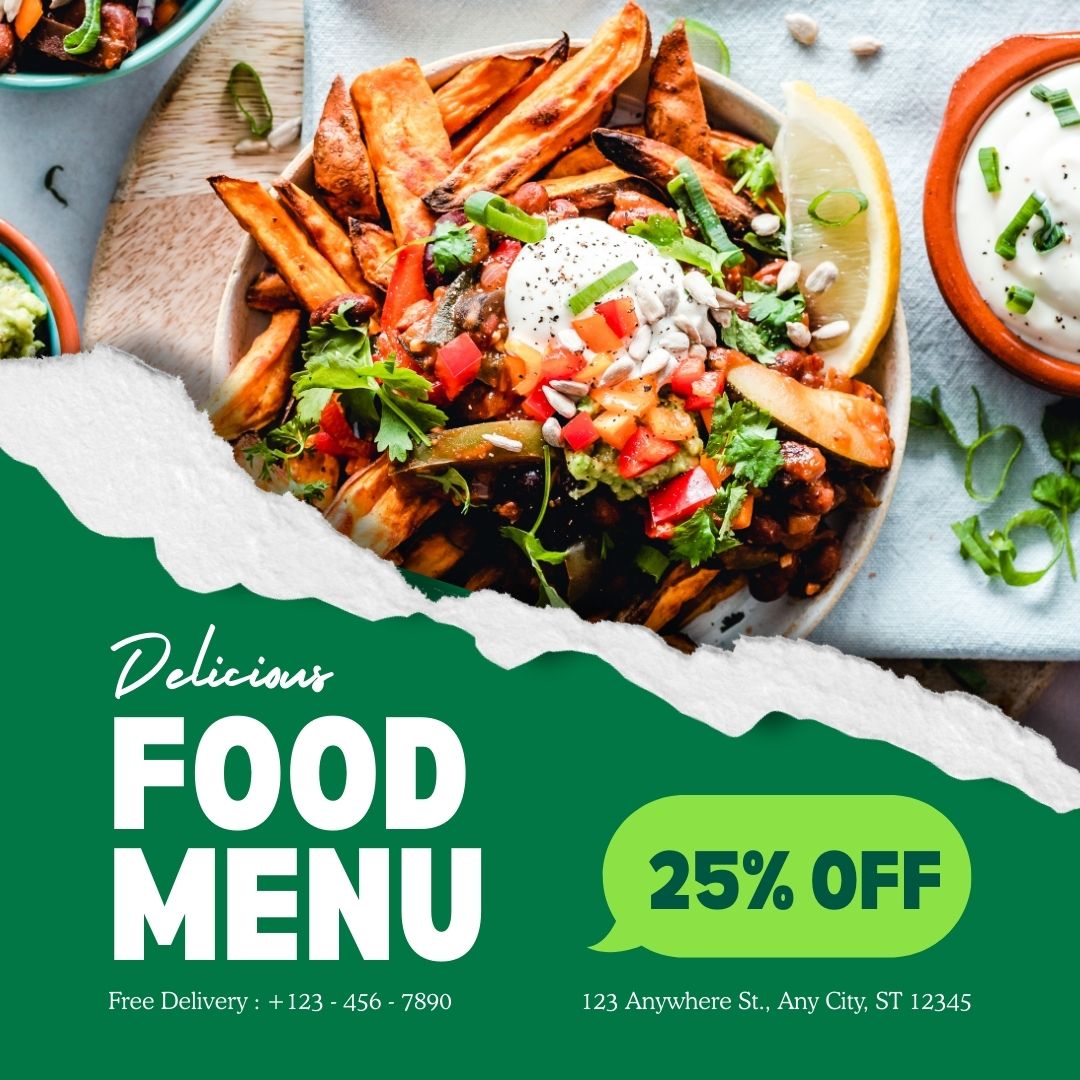 Delicious
FOOD
MENU
25% OFF
Free Delivery : +123 - 456 - 7890
123 Anywhere St., Any City, ST 12345